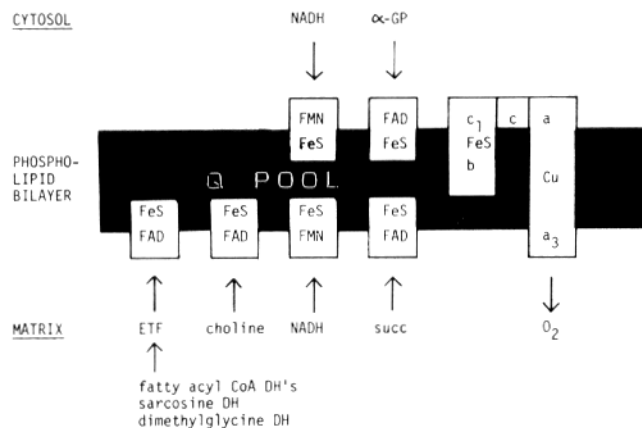 CYTOSOL NADH α-GP
FMN FAD c1 c a
FeS FeS FeS
PHOSPHO-
LIPID
BILAYER
b
Cu
Q POOL
FeS FeS FeS FeS
FAD FAD FMN FAD a3
MATRIX ETF choline NADH succ O2
fatty acyl CoA DH's
sarcosine DH
dimethylglycine DH